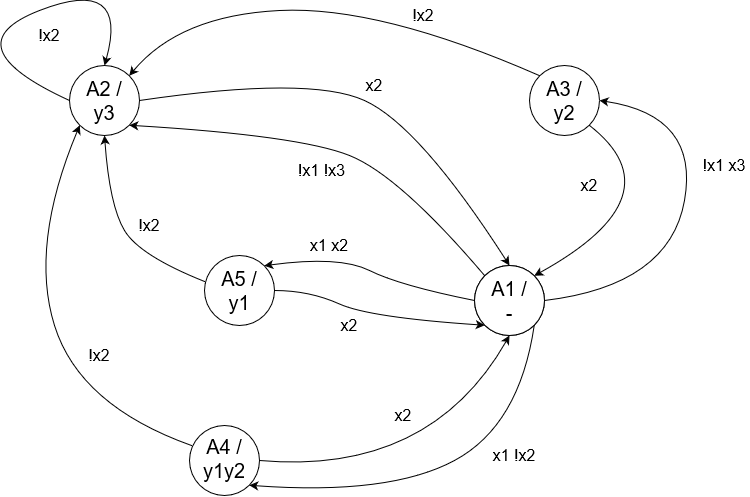 !x2
!x2
A2 /
y3
x2
A3 /
y2
!x1 !x3
!x1 x3
x2
!x2
x1 x2
A5 /
y1
A1 /
-
x2
!x2
x2
A4 /
y1y2
x1 !x2